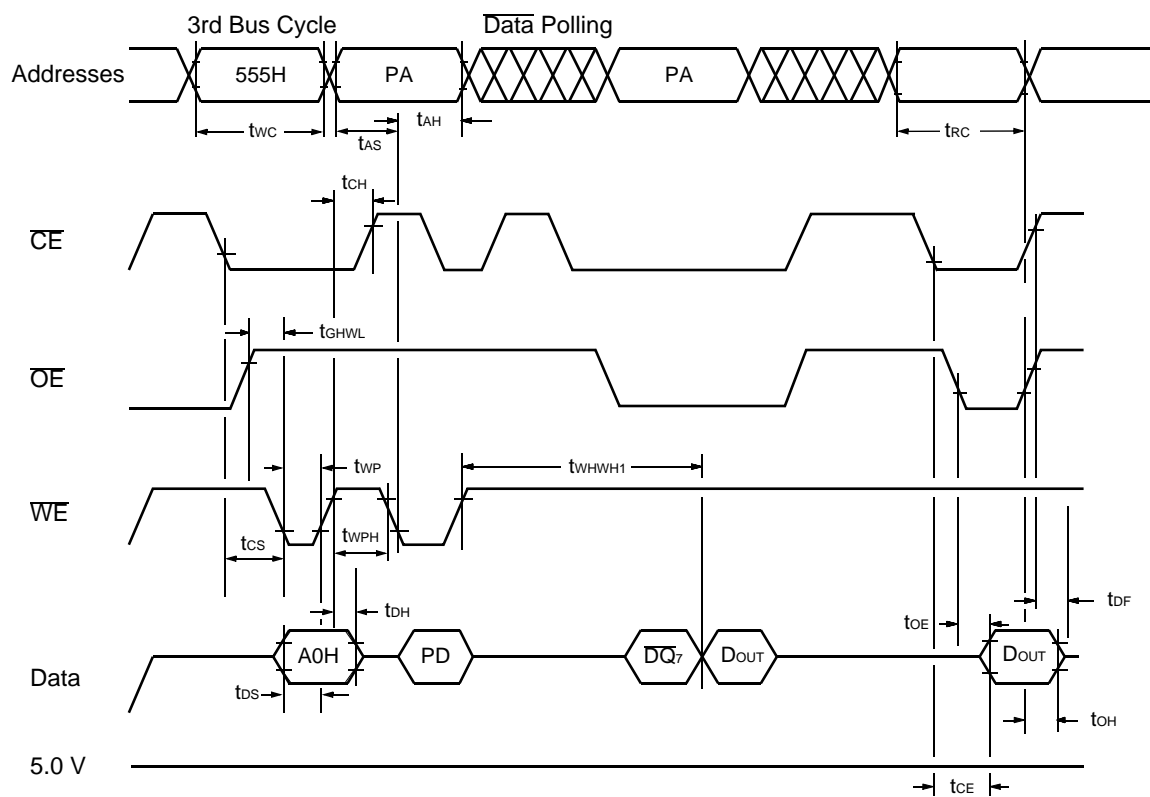 3rd Bus Cycle
Data Polling
Addresses
555H
PA
PA
tWC
tAS
tAH
tRC
tCH
CE
tGHWL
OE
tWP
tWHWH1
WE
tCS
tWPH
tDH
tOE
tDF
Data
A0H
PD
DQ7
DOUT
DOUT
tDS
tOH
5.0 V
tCE